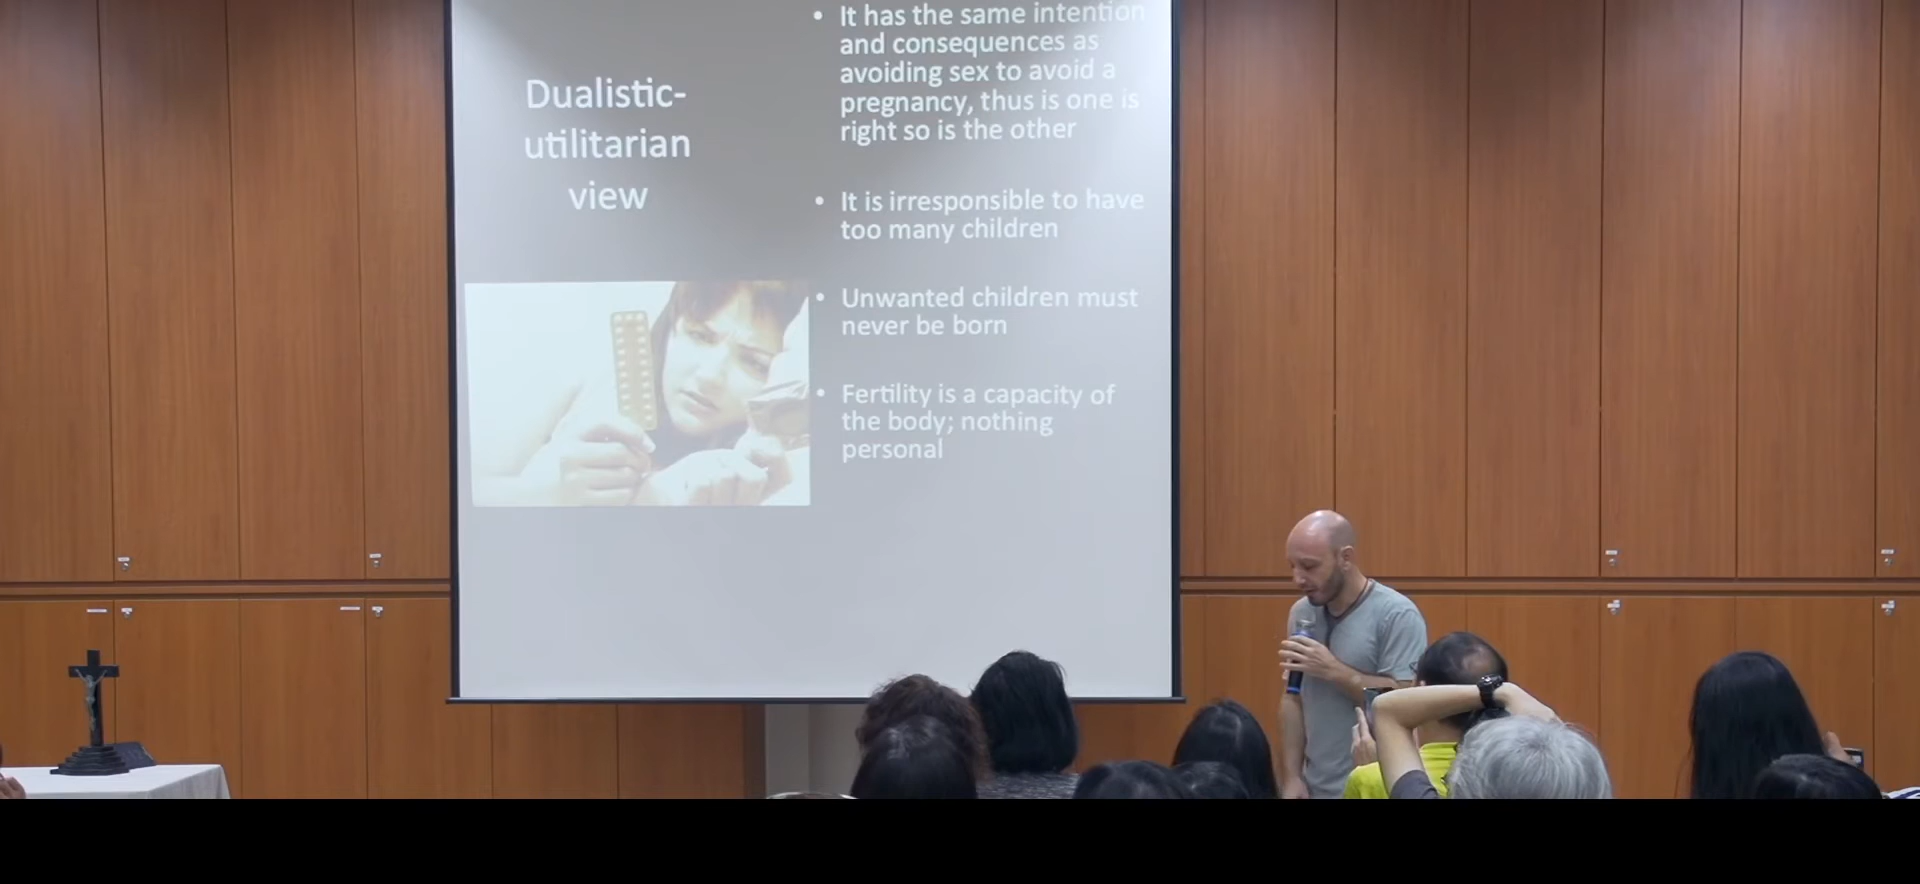 Dualistic-
utilitarian
view
• It has the same intention
and consequences as
avoiding sex to avoid a
pregnancy, thus is one is
right so is the other
• It is irresponsible to have
too many children
• Unwanted children must
never be born
• Fertility is a capacity of
the body; nothing
personal